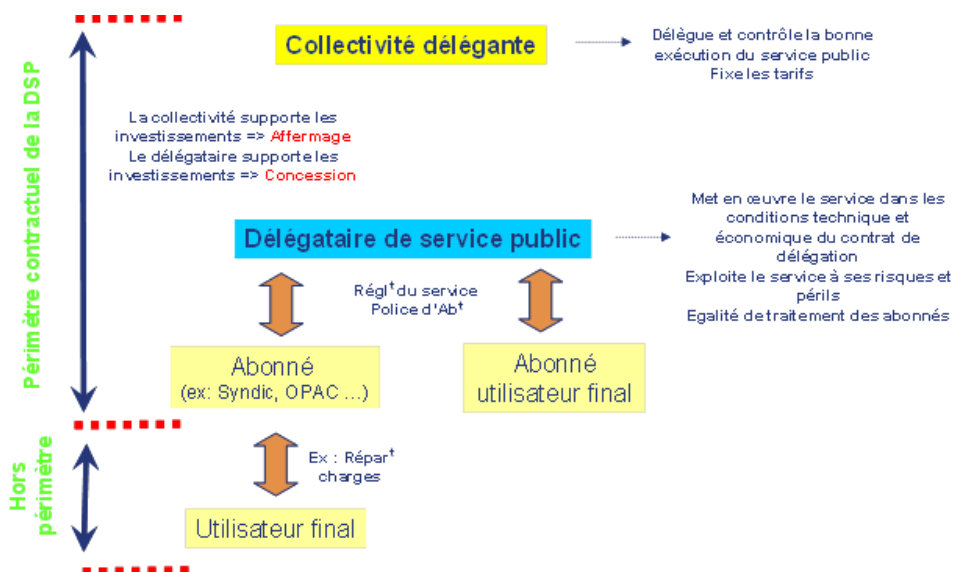 Périmètre contractuel de la DSP
Collectivité délégante
Délègue et contrôle la bonne
exécution du service public
Fixe les tarifs
La collectivité supporte les
investissements => Affermage
Le délégataire supporte les
investissements => Concession
Délégataire de service public
Met en œuvre le service dans les
conditions technique et
économique du contrat de
délégation
Exploite le service à ses risques et
périls
Egalité de traitement des abonnés
Réglt du service
Police d'Abt
Abonné
(ex: Syndic, OPAC ...)
Abonné
utilisateur final
Hors
périmètre
Ex : Répart
charges
Utilisateur final